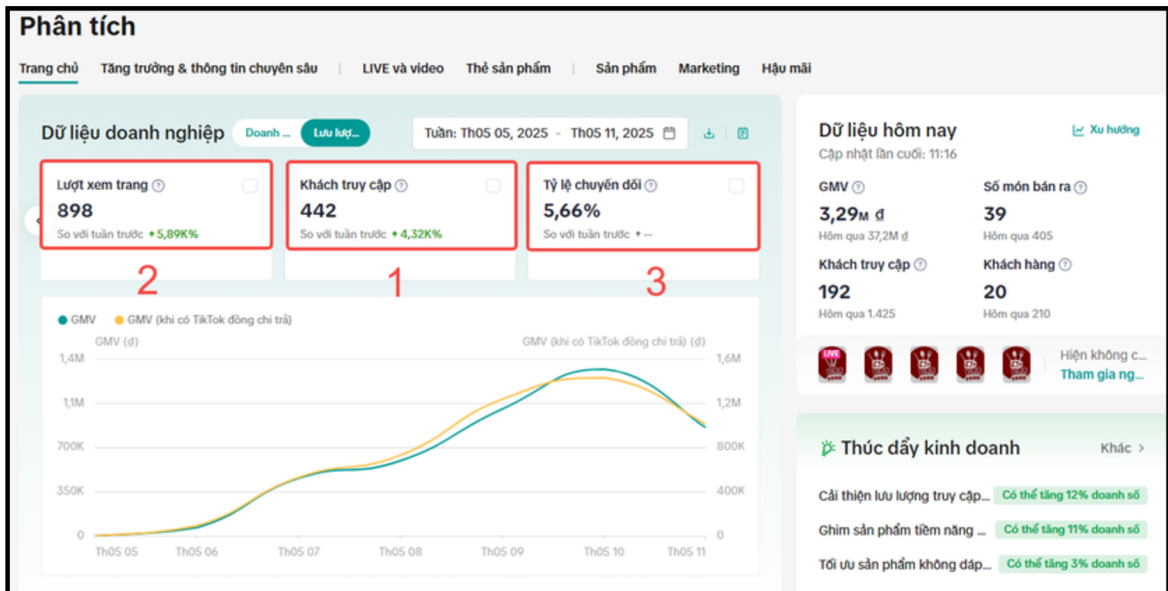 Phân tích
Trang chủ Tăng trưởng & thông tin chuyên sâu LIVE và video Thẻ sản phẩm Sản phẩm Marketing Hậu mãi
Dữ liệu doanh nghiệp Doanh ... Lưu lượ... Tuần: Th05 05, 2025 - Th05 11, 2025
Lượt xem trang
898
So với tuần trước +5,89K%
2
Khách truy cập
442
So với tuần trước +4,32K%
1
Tỷ lệ chuyển đổi
5,66%
So với tuần trước --
3
GMV GMV (khi có TikTok đồng chi trả)
GMV (đ) GMV (khi có TikTok đồng chi trả) (đ)
1,4M 1,6M
1,1M 1,2M
700K 800K
350K 400K
0 0
Th05 05 Th05 06 Th05 07 Th05 08 Th05 09 Th05 10 Th05 11
Dữ liệu hôm nay Xu hướng
Cập nhật lần cuối: 11:16
GMV Số món bán ra
3,29M đ 39
Hôm qua 37,2M đ Hôm qua 405
Khách truy cập Khách hàng
192 20
Hôm qua 1.425 Hôm qua 210
LIVE
Hiện không c...
Tham gia ng...
Thúc đẩy kinh doanh Khác >
Cải thiện lưu lượng truy cập... Có thể tăng 12% doanh số
Ghim sản phẩm tiềm năng ... Có thể tăng 11% doanh số
Tối ưu sản phẩm không đáp... Có thể tăng 3% doanh số